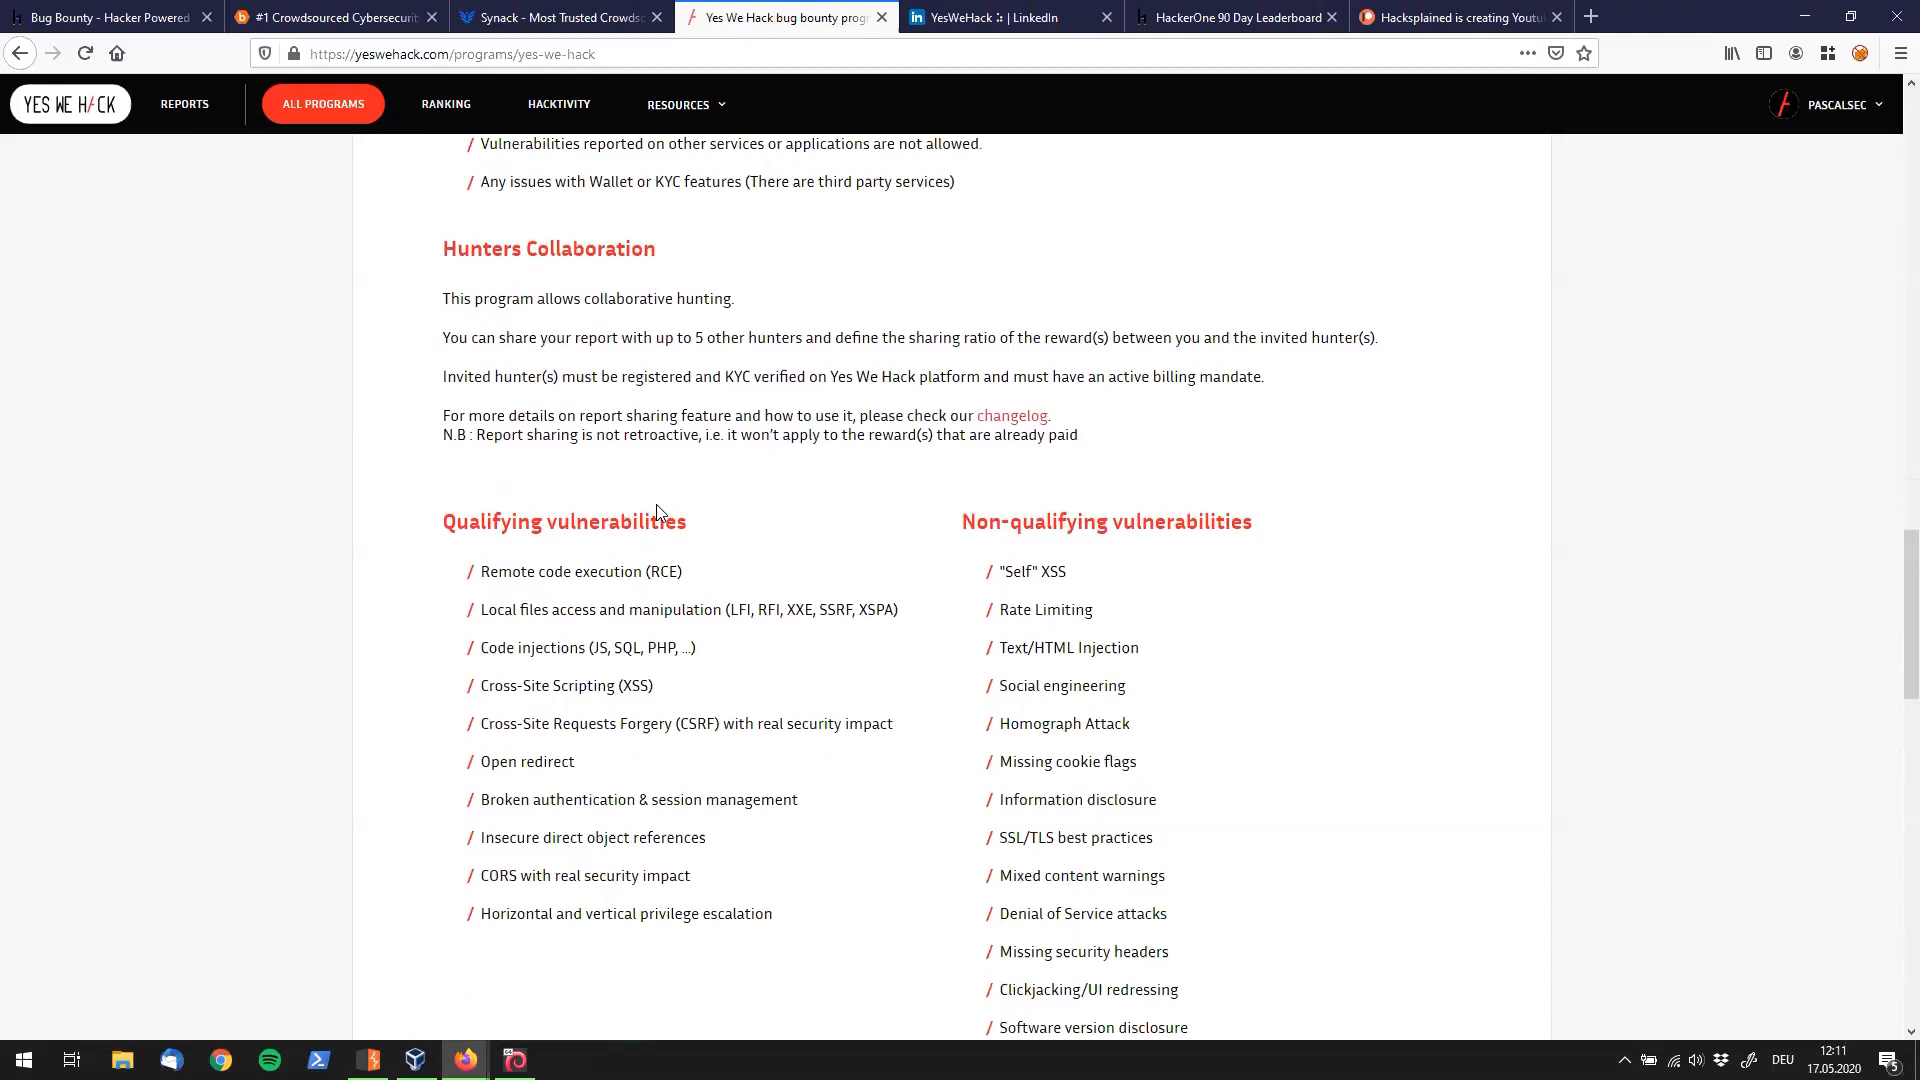 Bug Bounty - Hacker Powered
#1 Crowdsourced Cybersecurit
Synack - Most Trusted Crowds
Yes We Hack bug bounty prog
YesWeHack ⠵ | LinkedIn
HackerOne 90 Day Leaderboard
Hacksplained is creating Youtu
https://yeswehack.com/programs/yes-we-hack
YES WE H/CK
REPORTS
ALL PROGRAMS
RANKING
HACKTIVITY
RESOURCES
PASCALSEC
/ Vulnerabilities reported on other services or applications are not allowed.
/ Any issues with Wallet or KYC features (There are third party services)
Hunters Collaboration
This program allows collaborative hunting.
You can share your report with up to 5 other hunters and define the sharing ratio of the reward(s) between you and the invited hunter(s).
Invited hunter(s) must be registered and KYC verified on Yes We Hack platform and must have an active billing mandate.
For more details on report sharing feature and how to use it, please check our changelog.
N.B : Report sharing is not retroactive, i.e. it won’t apply to the reward(s) that are already paid
Qualifying vulnerabilities
/ Remote code execution (RCE)
/ Local files access and manipulation (LFI, RFI, XXE, SSRF, XSPA)
/ Code injections (JS, SQL, PHP, ...)
/ Cross-Site Scripting (XSS)
/ Cross-Site Requests Forgery (CSRF) with real security impact
/ Open redirect
/ Broken authentication & session management
/ Insecure direct object references
/ CORS with real security impact
/ Horizontal and vertical privilege escalation
Non-qualifying vulnerabilities
/ "Self" XSS
/ Rate Limiting
/ Text/HTML Injection
/ Social engineering
/ Homograph Attack
/ Missing cookie flags
/ Information disclosure
/ SSL/TLS best practices
/ Mixed content warnings
/ Denial of Service attacks
/ Missing security headers
/ Clickjacking/UI redressing
/ Software version disclosure
DEU
12:11
17.05.2020
5